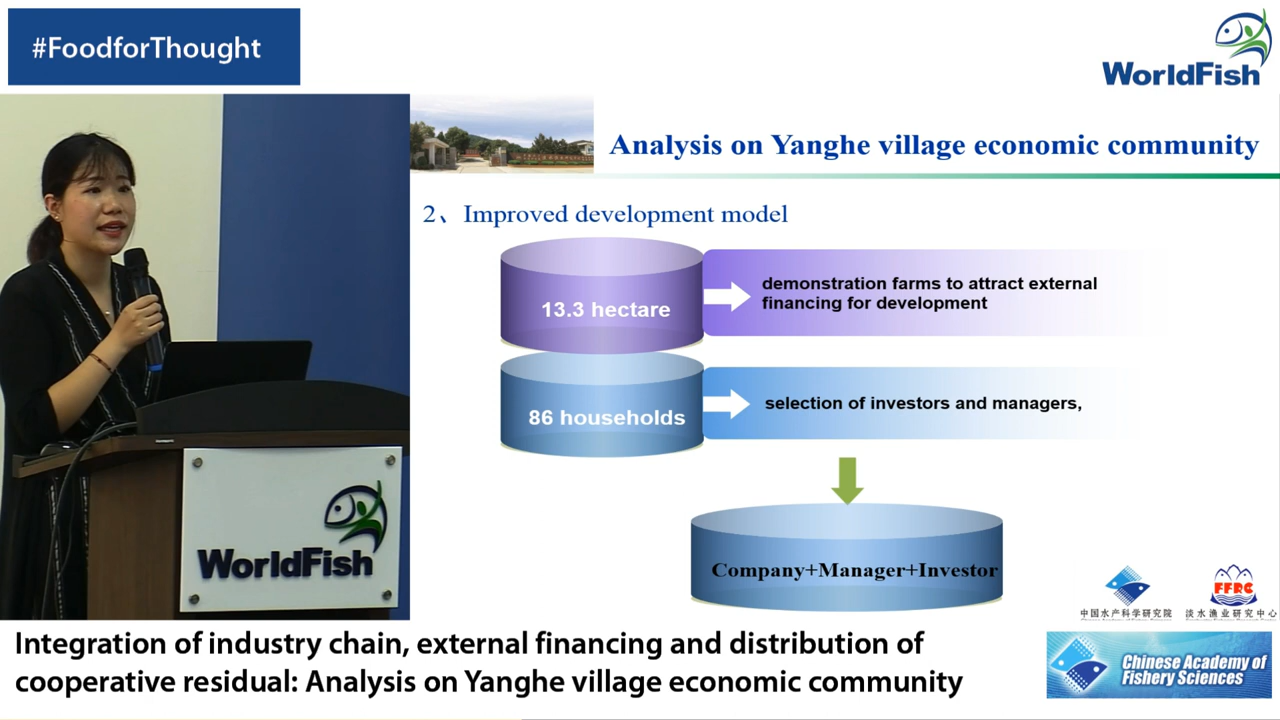 #FoodforThought
WorldFish
Analysis on Yanghe village economic community
2、Improved development model
13.3 hectare
demonstration farms to attract external
financing for development
86 households
selection of investors and managers,
Company+Manager+Investor
WorldFish
FFRC
中国水产科学研究院
淡水渔业研究中心
Integration of industry chain, external financing and distribution of
cooperative residual: Analysis on Yanghe village economic community
Chinese Academy of
Fishery Sciences